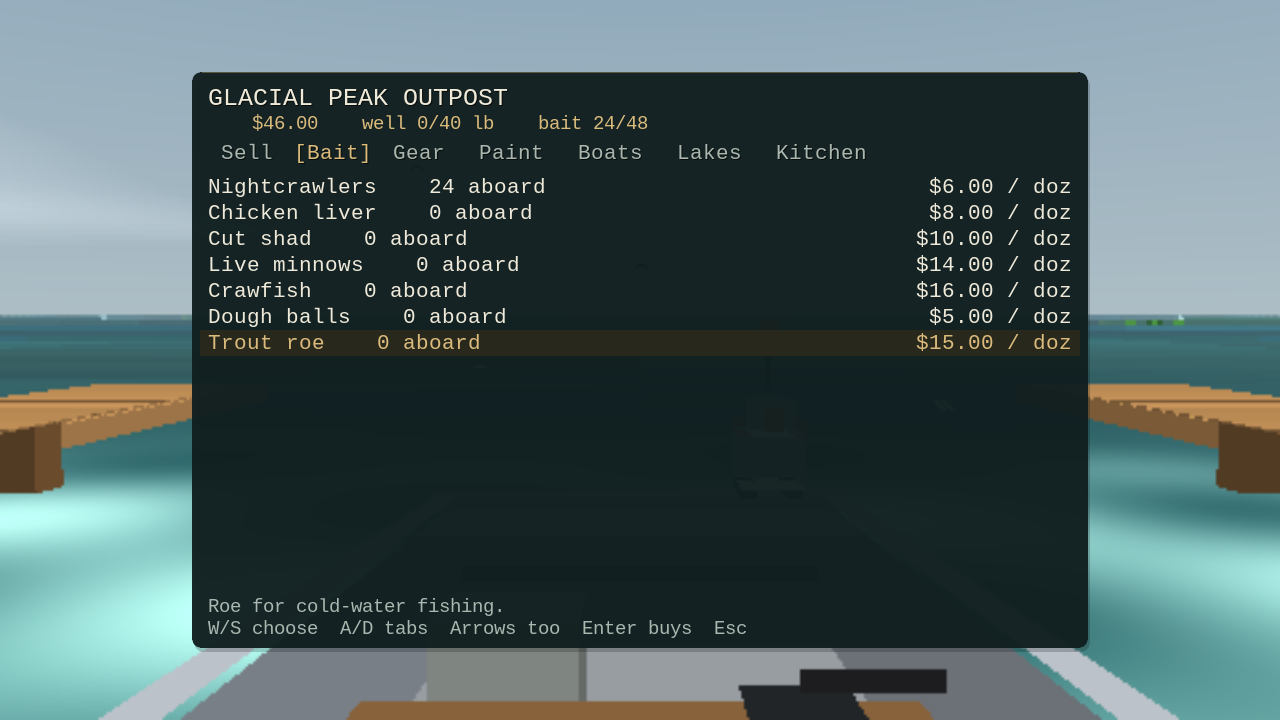 GLACIAL PEAK OUTPOST
$46.00 well 0/40 lb bait 24/48
Sell [Bait] Gear Paint Boats Lakes Kitchen
Nightcrawlers 24 aboard $6.00 / doz
Chicken liver 0 aboard $8.00 / doz
Cut shad 0 aboard $10.00 / doz
Live minnows 0 aboard $14.00 / doz
Crawfish 0 aboard $16.00 / doz
Dough balls 0 aboard $5.00 / doz
Trout roe 0 aboard $15.00 / doz
Roe for cold-water fishing.
W/S choose A/D tabs Arrows too Enter buys Esc